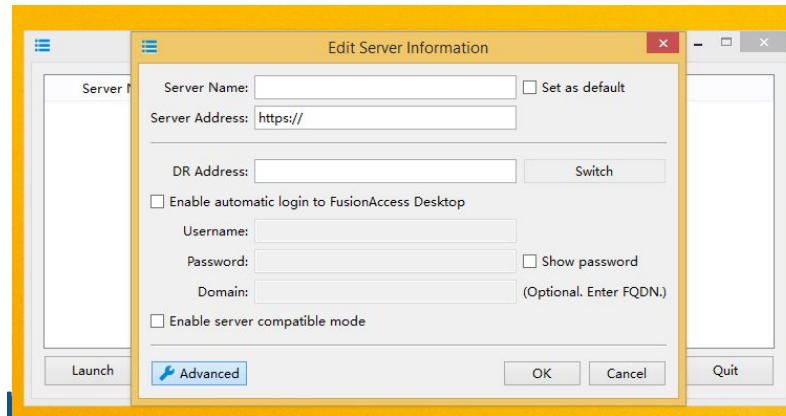 Edit Server Information
Server Name:
Set as default
Server Address: https://
DR Address:
Switch
Enable automatic login to FusionAccess Desktop
Username:
Password:
Show password
Domain:
(Optional. Enter FQDN.)
Enable server compatible mode
Advanced
OK
Cancel
Server
Launch
Quit